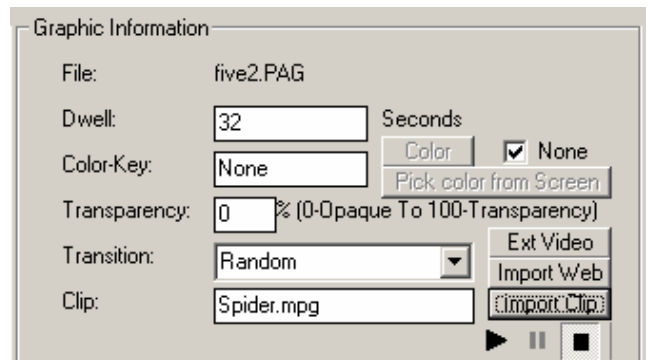 Graphic Information
File: five2.PAG
Dwell: 32 Seconds
Color None
Color-Key: None
Pick color from Screen
Transparency: 0 % (0-Opaque To 100-Transparency)
Ext Video
Transition: Random
Import Web
Clip: Spider.mpg Import Clip